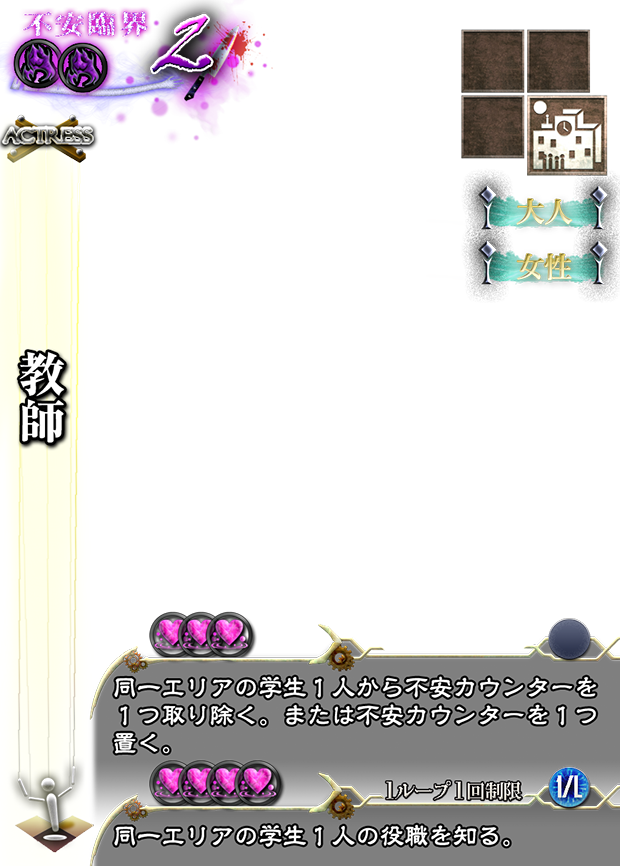 不安臨界
2
ACTRESS
大人
女性
教師
同一エリアの学生1人から不安カウンターを
1つ取り除く。または不安カウンターを1つ
置く。
1ループ1回制限
1/L
同一エリアの学生1人の役職を知る。